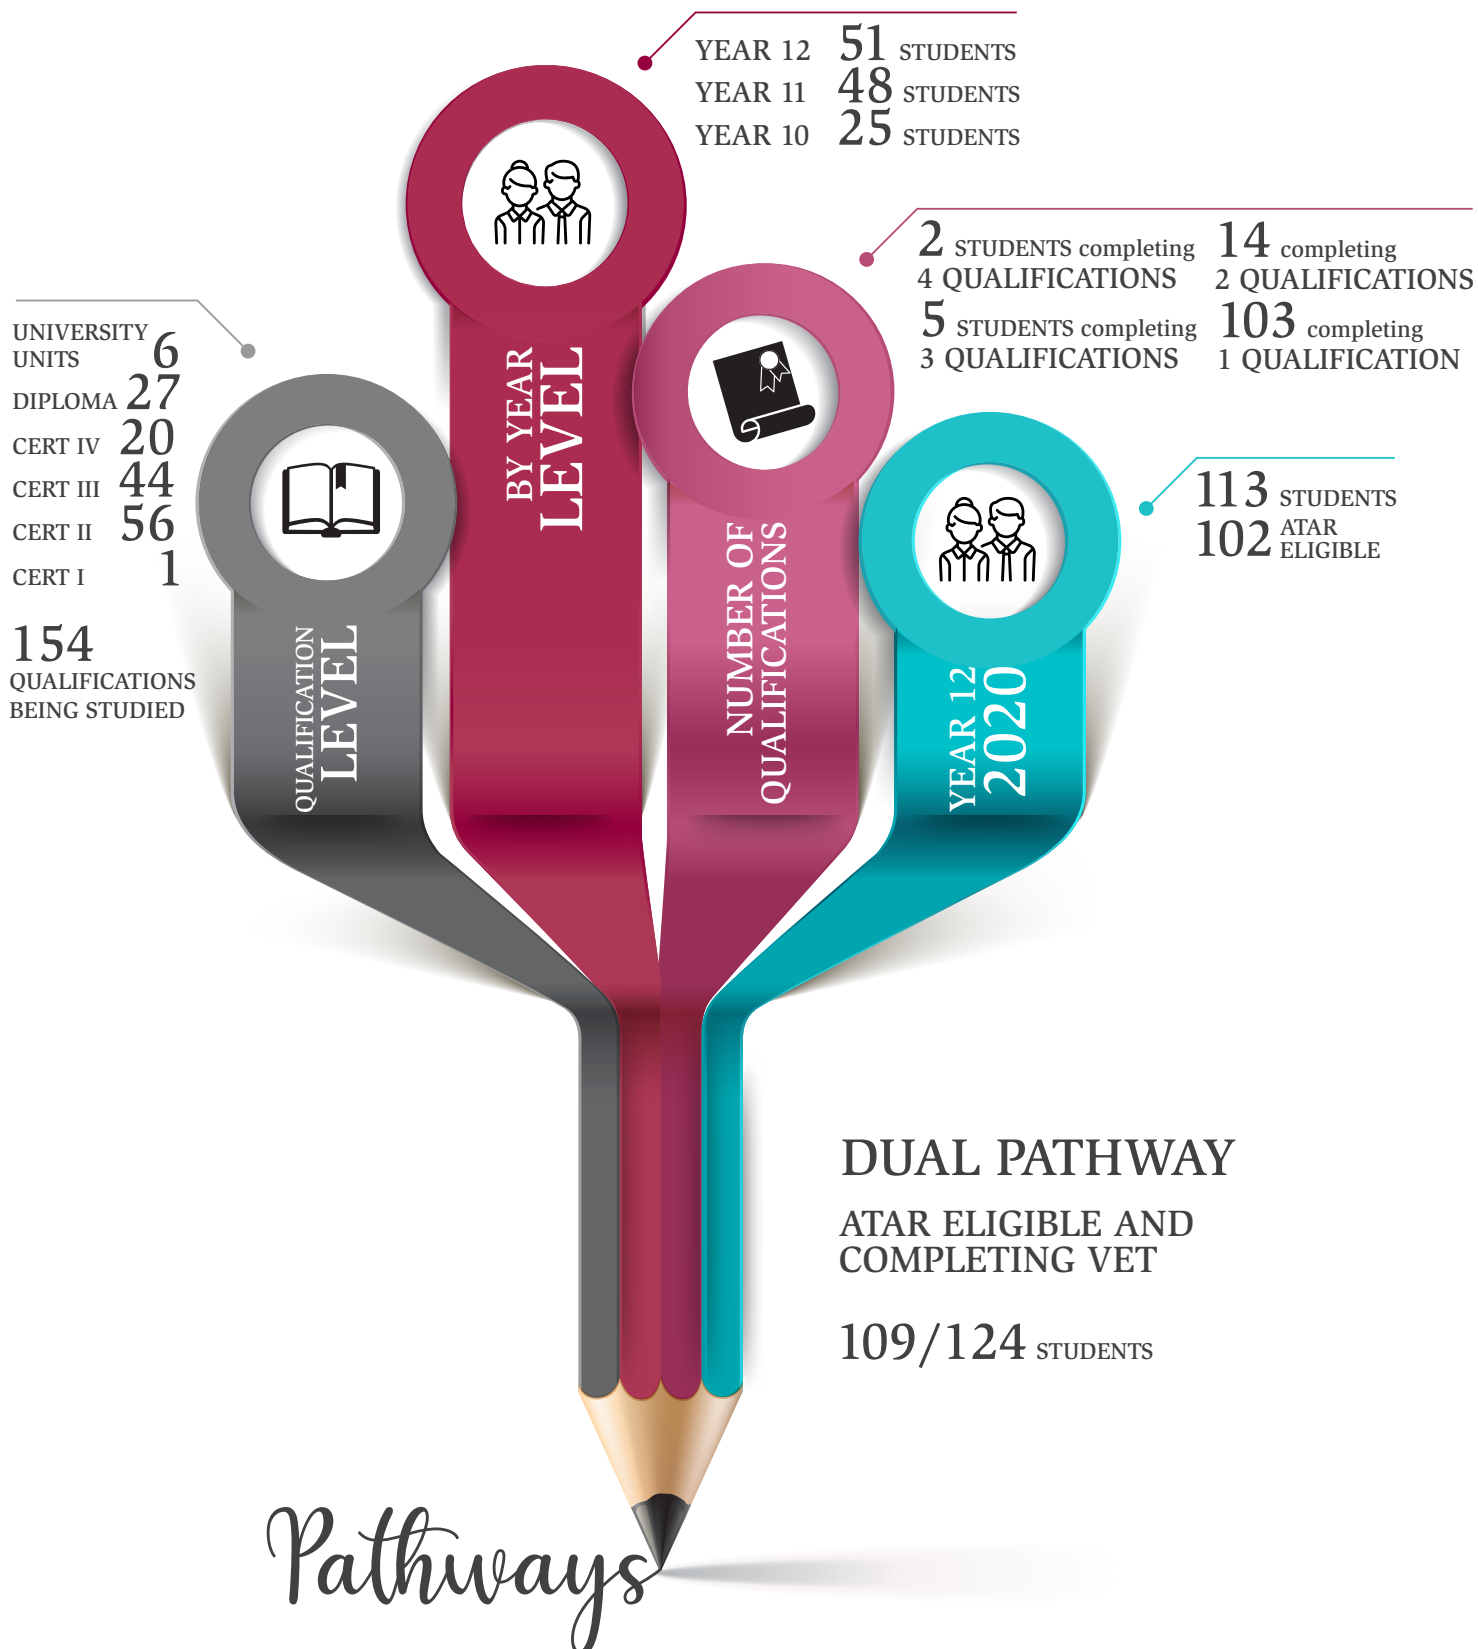 YEAR 12 51 STUDENTS
YEAR 11 48 STUDENTS
YEAR 10 25 STUDENTS
2 STUDENTS completing
4 QUALIFICATIONS
5 STUDENTS completing
3 QUALIFICATIONS
14 completing
2 QUALIFICATIONS
103 completing
1 QUALIFICATION
UNIVERSITY
UNITS 6
DIPLOMA 27
CERT IV 20
CERT III 44
CERT II 56
CERT I 1
154
QUALIFICATIONS
BEING STUDIED
113 STUDENTS
102 ATAR
ELIGIBLE
QUALIFICATION
LEVEL
BY YEAR
LEVEL
NUMBER OF
QUALIFICATIONS
YEAR 12
2020
DUAL PATHWAY
ATAR ELIGIBLE AND
COMPLETING VET
109/124 STUDENTS
Pathways